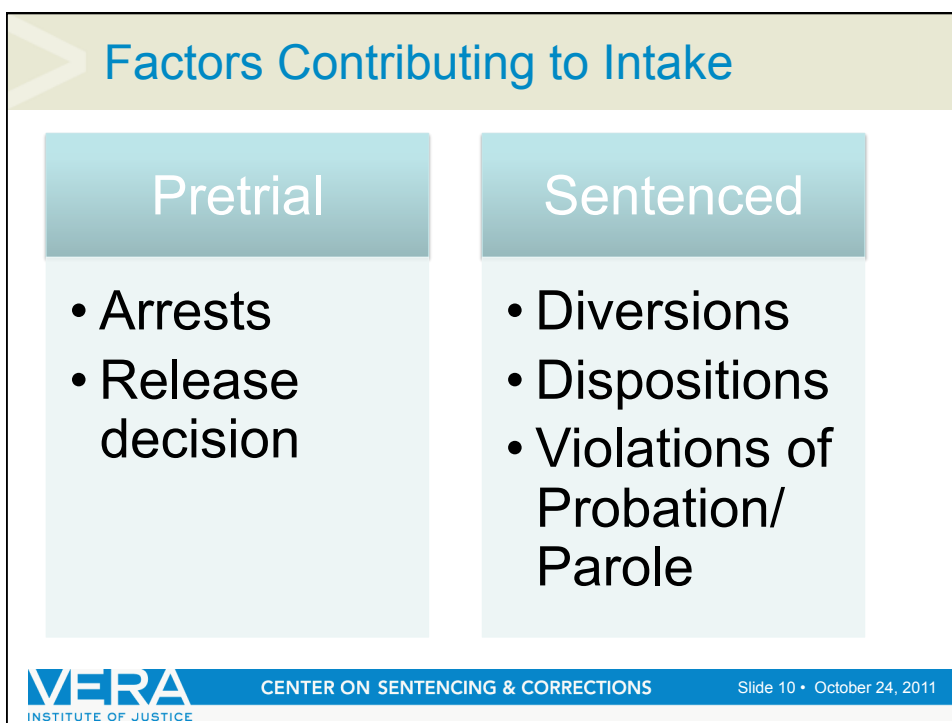 Factors Contributing to Intake
Pretrial
• Arrests
• Release
decision
Sentenced
• Diversions
• Dispositions
• Violations of
Probation/
Parole
VERA
INSTITUTE OF JUSTICE
CENTER ON SENTENCING & CORRECTIONS
Slide 10 • October 24, 2011